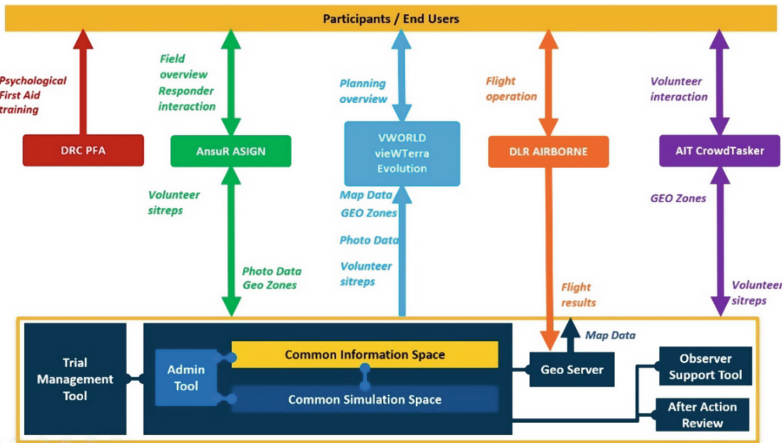 Participants / End Users
Psychological
First Aid
training
Field
overview
Responder
interaction
Planning
overview
Flight
operation
Volunteer
interaction
DRC PFA
AnsuR ASIGN
VWORLD
vieWTerra
Evolution
DLR AIRBORNE
AIT CrowdTasker
Volunteer
sitreps
Photo Data
Geo Zones
Map Data
GEO Zones
Photo Data
Volunteer
sitreps
Flight
results
GEO Zones
Volunteer
sitreps
Map Data
Trial
Management
Tool
Admin
Tool
Common Information Space
Common Simulation Space
Geo Server
Observer
Support Tool
After Action
Review